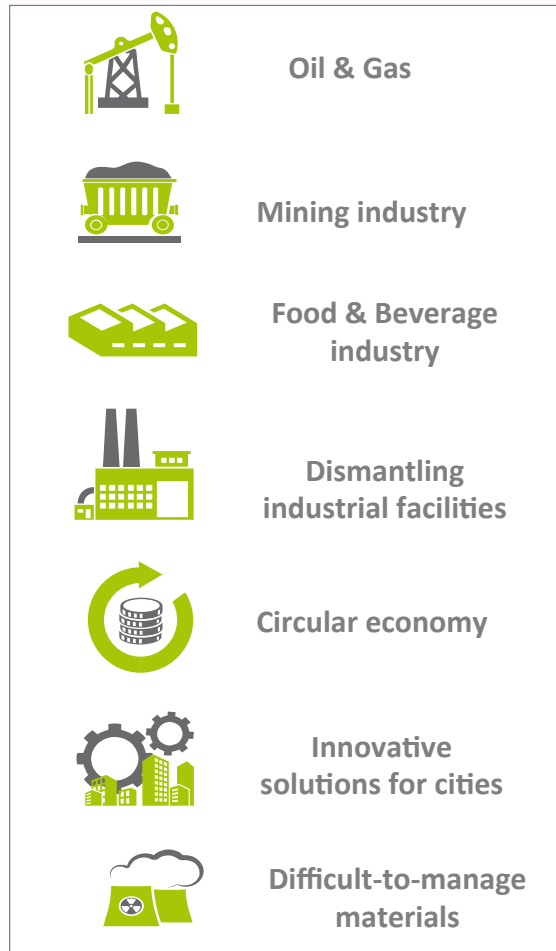 Oil & Gas
Mining industry
Food & Beverage
industry
Dismantling
industrial facilities
Circular economy
Innovative
solutions for cities
Difficult-to-manage
materials